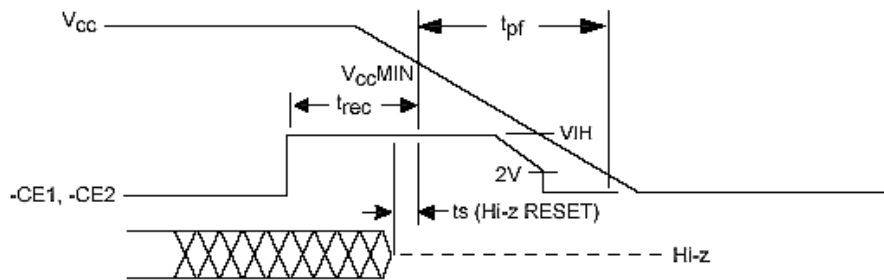 VCC
tpf
VCCMIN
trec
VIH
2V
-CE1, -CE2
ts (Hi-z RESET)
Hi-z